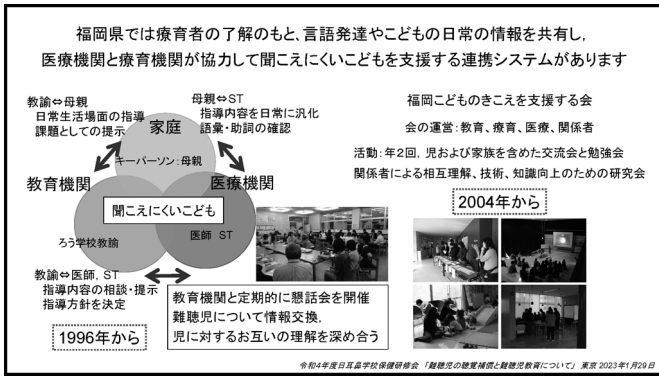 福岡県では療育者の了解のもと、言語発達やこどもの日常の情報を共有し，
医療機関と療育機関が協力して聞こえにくいこどもを支援する連携システムがあります
教諭⇔母親
日常生活場面の指導
課題としての提示
家庭
キーパーソン：母親
母親⇔ST
指導内容を日常に汎化
語彙・助詞の確認
教育機関
医療機関
聞こえにくいこども
ろう学校教諭
医師　ST
教諭⇔医師，ST
指導内容の相談・提示
指導方針を決定
1996年から
教育機関と定期的に懇話会を開催
難聴児について情報交換，
児に対するお互いの理解を深め合う
福岡こどものきこえを支援する会
会の運営：教育、療育、医療、関係者
活動：年２回，児および家族を含めた交流会と勉強会
関係者による相互理解、技術、知識向上のための研究会
2004年から
令和4年度日耳鼻学校保健研修会　「難聴児の聴覚補償と難聴児教育について」　東京 2023年1月29日